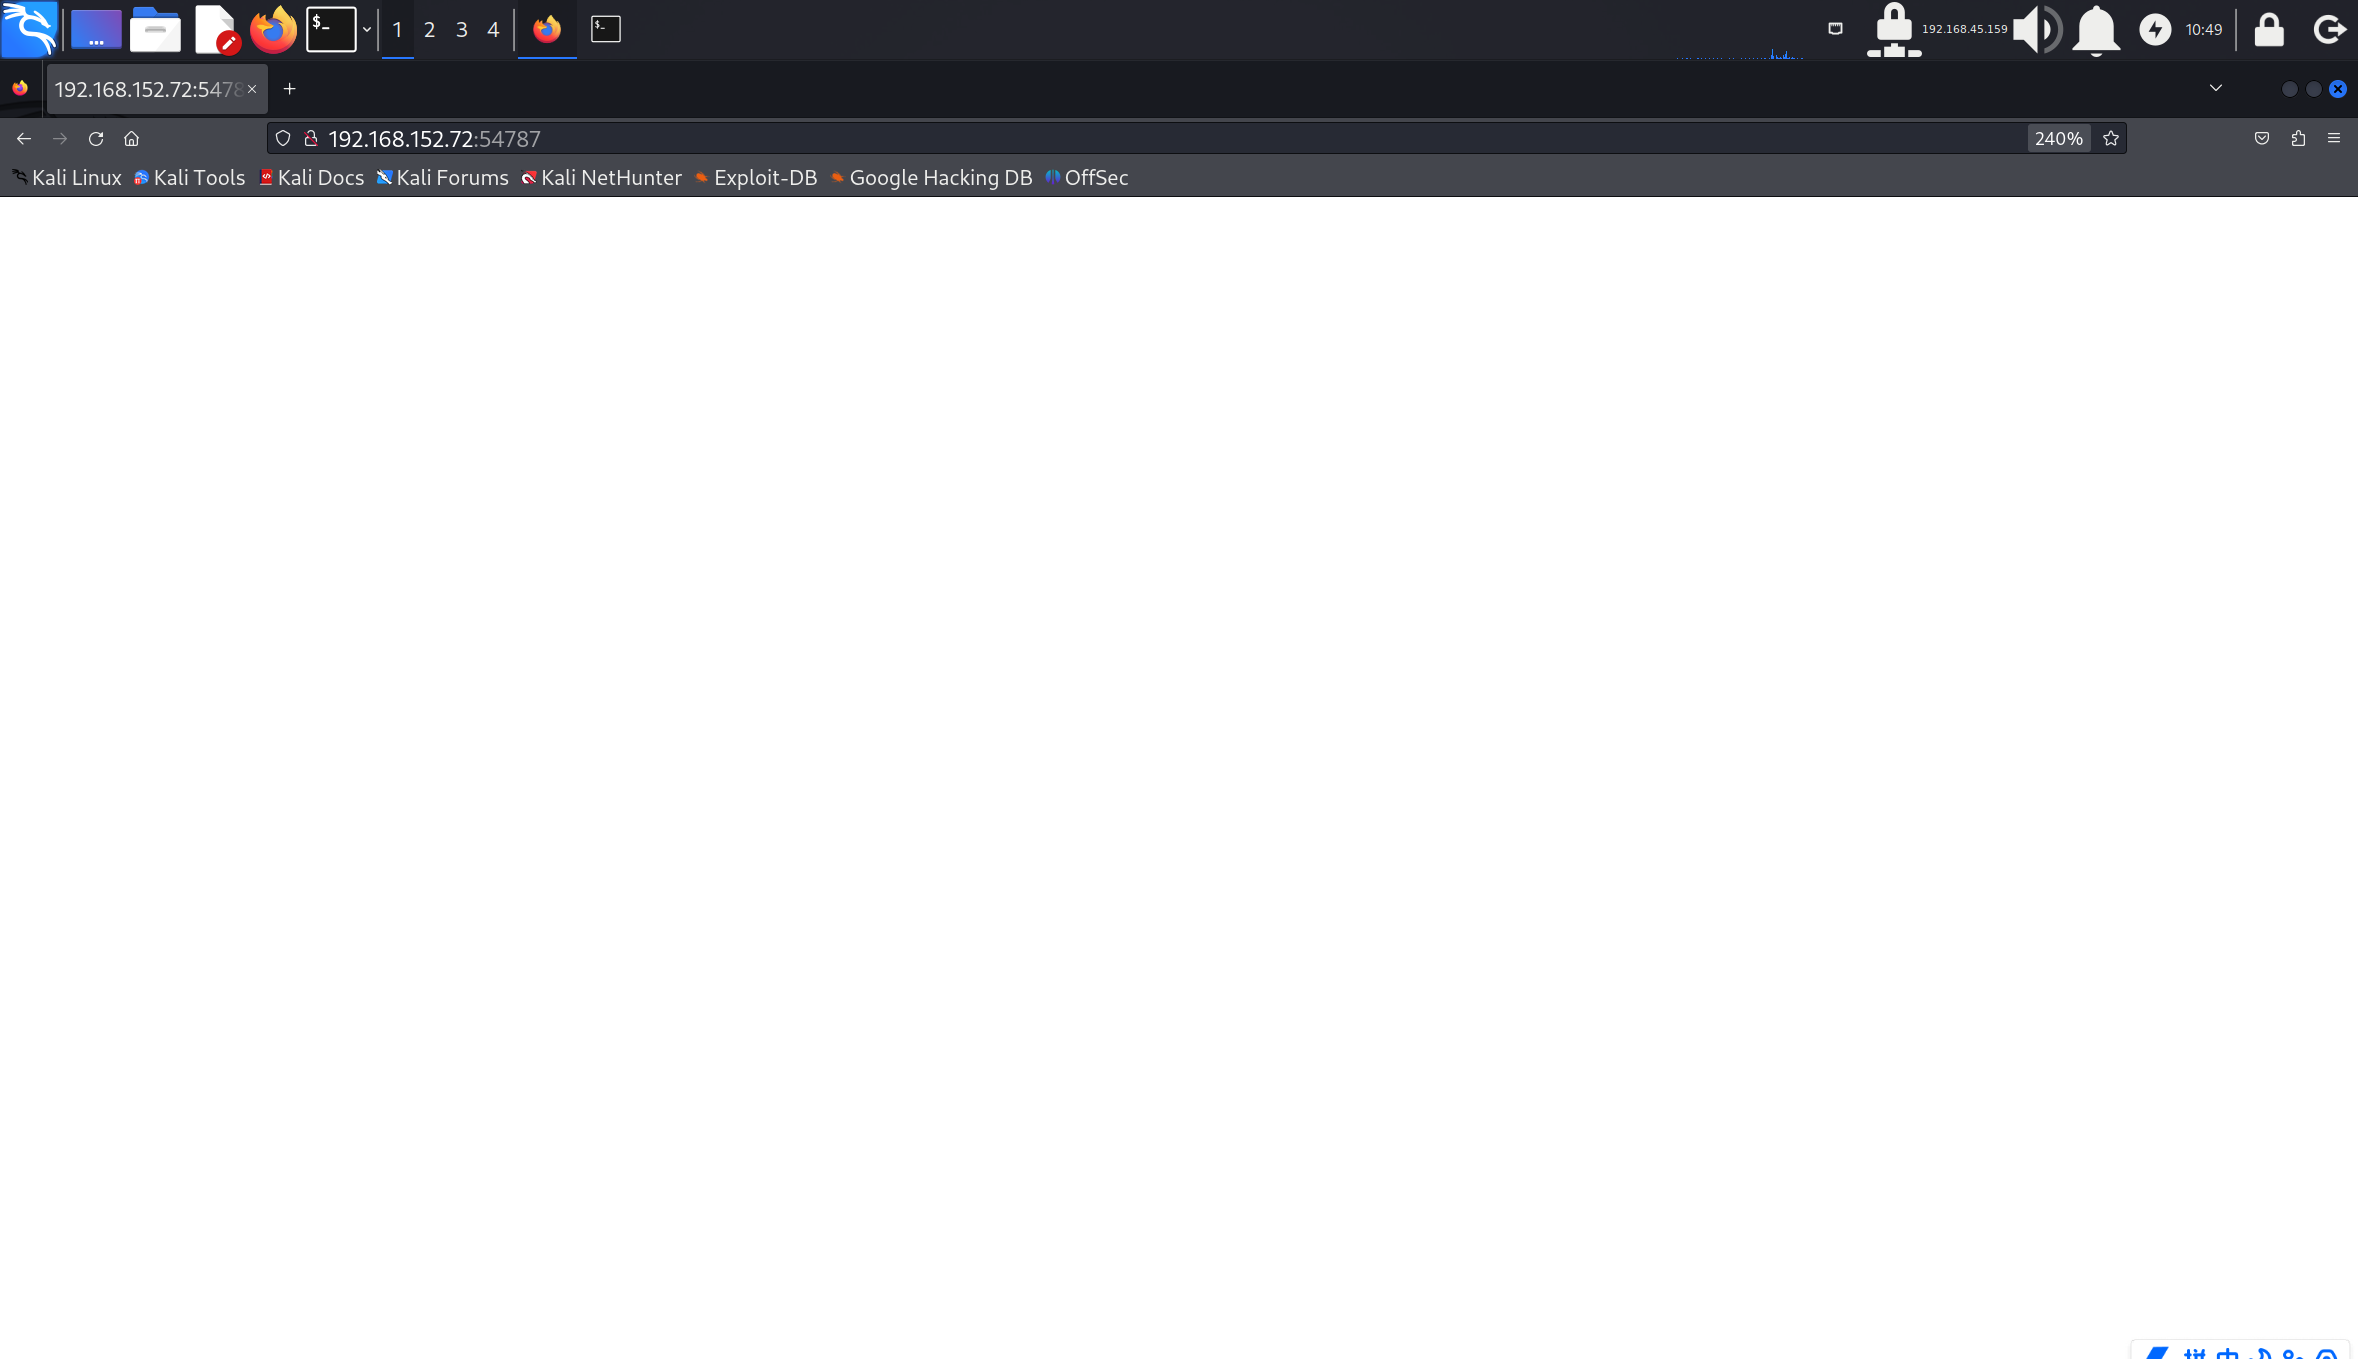 $_ 1 2 3 4 $_ 192.168.45.159 10:49
192.168.152.72:5478
192.168.152.72:54787 240%
Kali Linux Kali Tools Kali Docs Kali Forums Kali NetHunter Exploit-DB Google Hacking DB OffSec